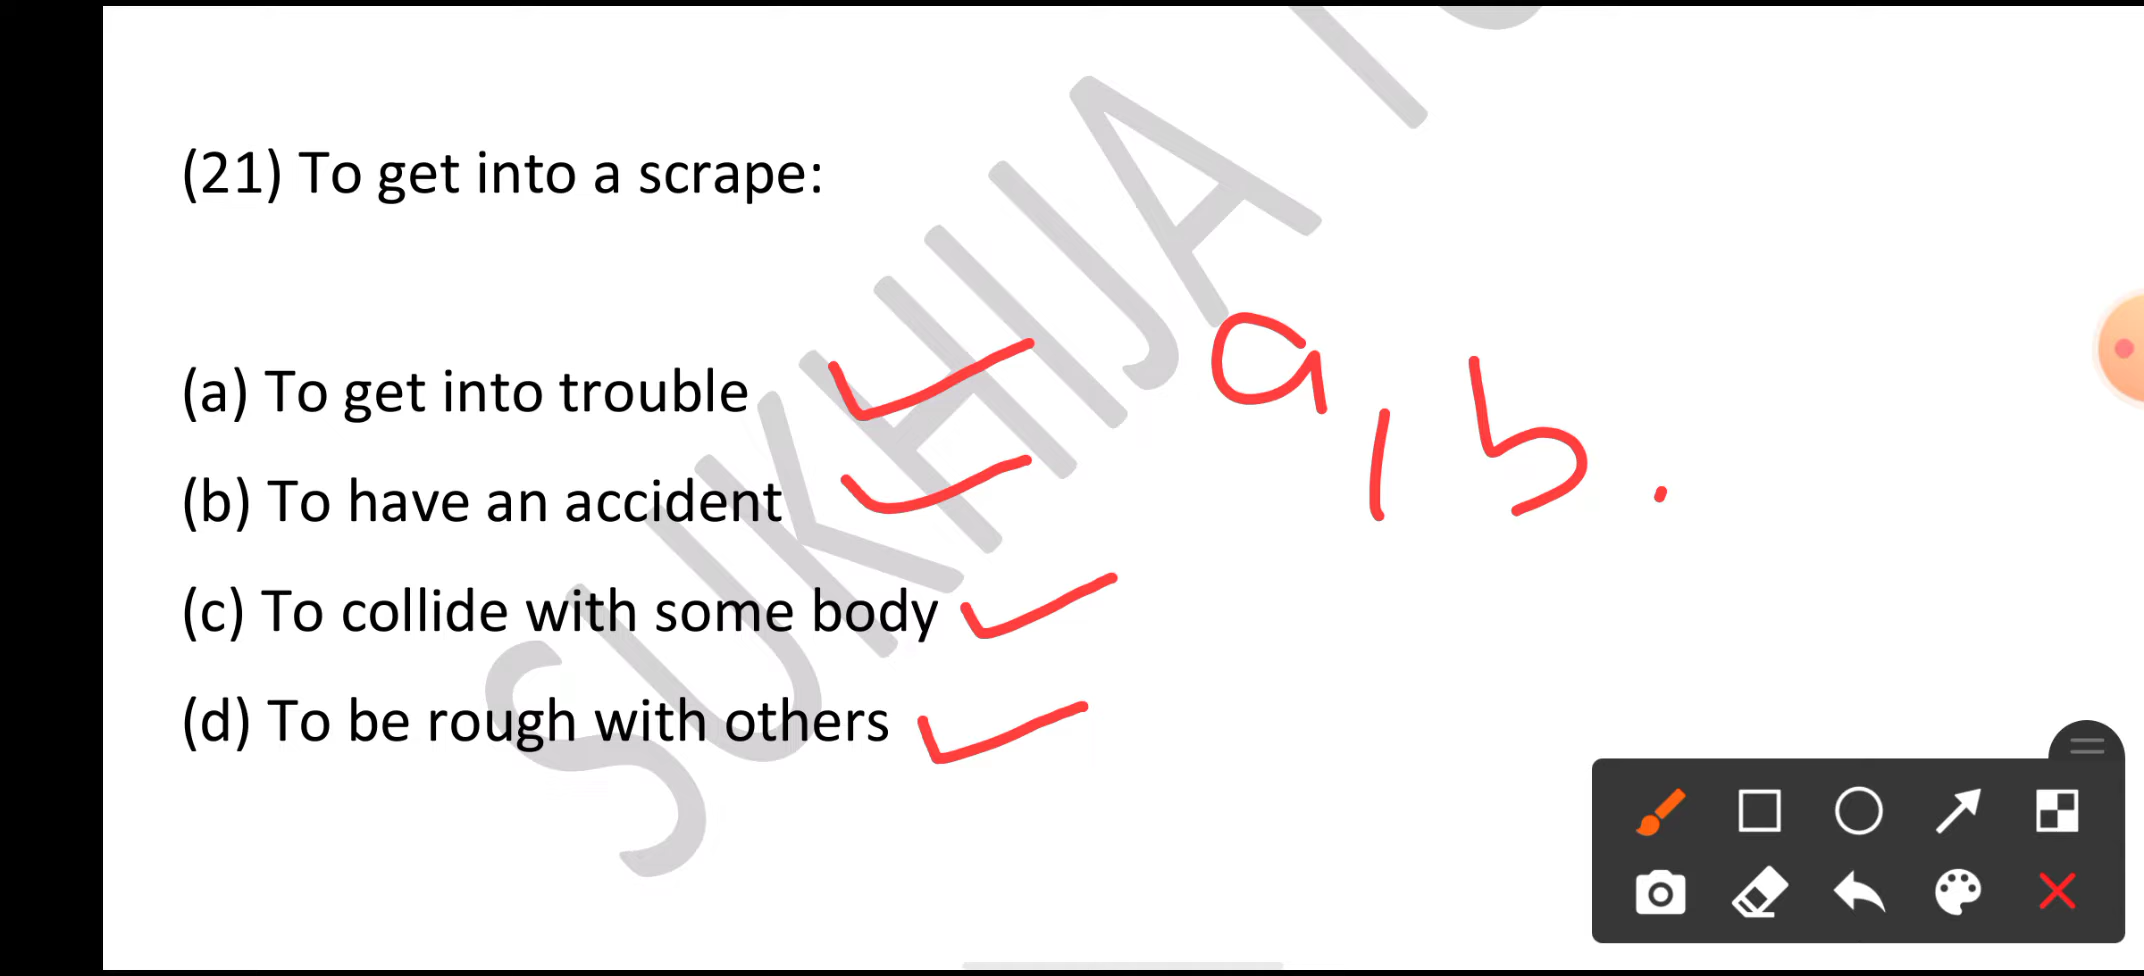 (21) To get into a scrape:
(a) To get into trouble
(b) To have an accident
(c) To collide with some body
(d) To be rough with others
a, b.
SUKHIJA